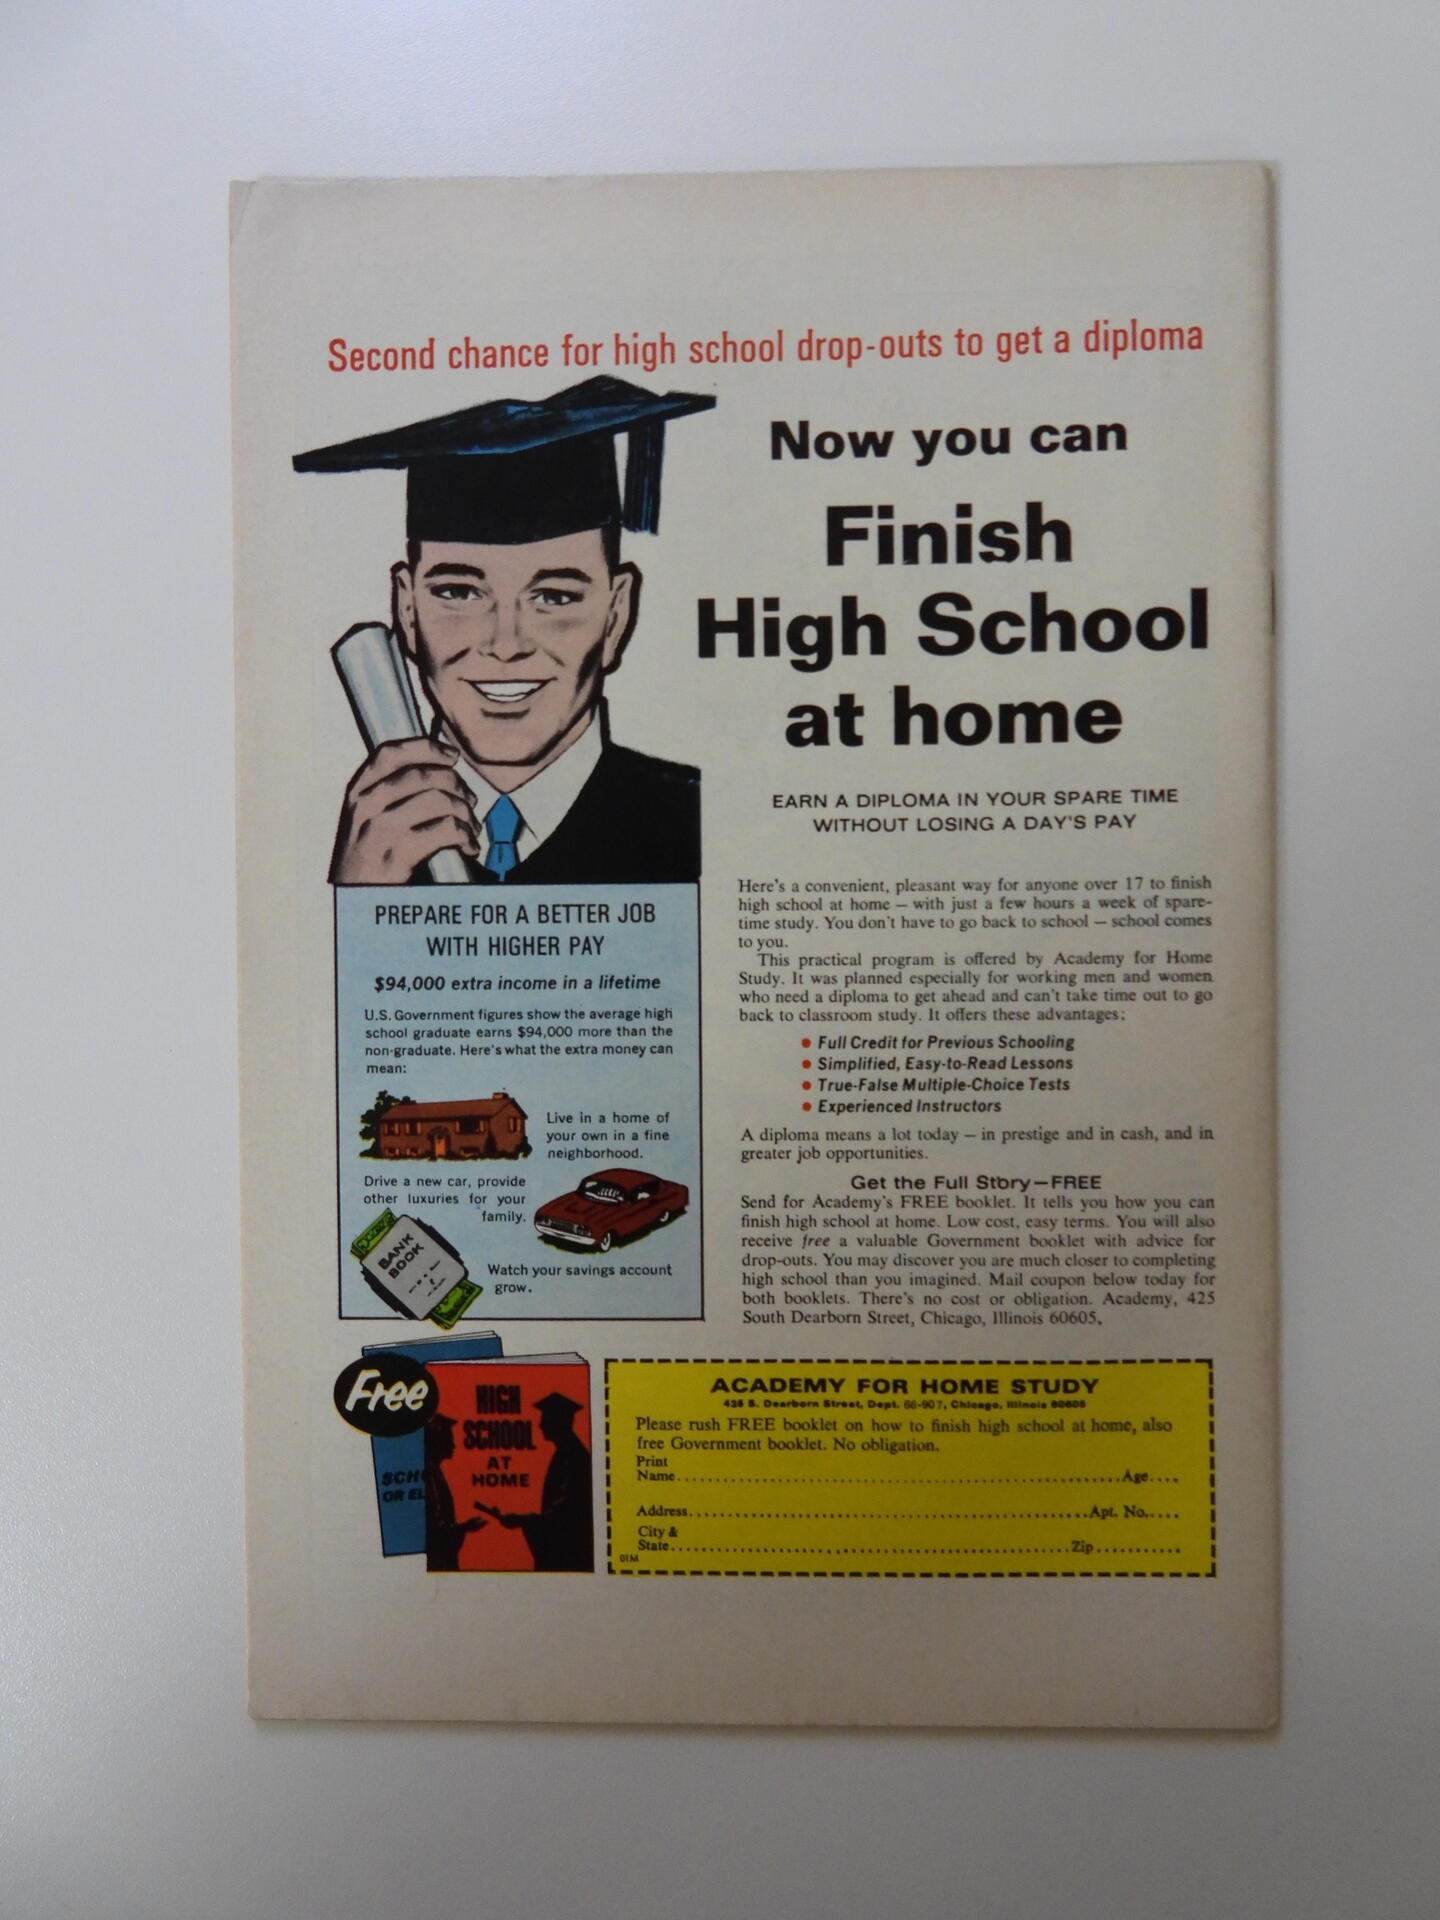 Second chance for high school drop-outs to get a diploma
Now you can
Finish
High School
at home
EARN A DIPLOMA IN YOUR SPARE TIME
WITHOUT LOSING A DAY'S PAY
PREPARE FOR A BETTER JOB
WITH HIGHER PAY
$94,000 extra income in a lifetime
U.S. Government figures show the average high
school graduate earns $94,000 more than the
non-graduate. Here's what the extra money can
mean:
Live in a home of
your own in a fine
neighborhood.
Drive a new car, provide
other luxuries for your
family.
BANK
BOOK
Watch your savings account
grow.
Here's a convenient, pleasant way for anyone over 17 to finish
high school at home — with just a few hours a week of spare-
time study. You don't have to go back to school — school comes
to you.
This practical program is offered by Academy for Home
Study. It was planned especially for working men and women
who need a diploma to get ahead and can't take time out to go
back to classroom study. It offers these advantages:
• Full Credit for Previous Schooling
• Simplified, Easy-to-Read Lessons
• True-False Multiple-Choice Tests
• Experienced Instructors
A diploma means a lot today — in prestige and in cash, and in
greater job opportunities.
Get the Full Story—FREE
Send for Academy's FREE booklet. It tells you how you can
finish high school at home. Low cost, easy terms. You will also
receive free a valuable Government booklet with advice for
drop-outs. You may discover you are much closer to completing
high school than you imagined. Mail coupon below today for
both booklets. There's no cost or obligation. Academy, 425
South Dearborn Street, Chicago, Illinois 60605.
Free
SCH
OR EL
HIGH
SCHOOL
AT
HOME
ACADEMY FOR HOME STUDY
425 S. Dearborn Street, Dept. 66-907, Chicago, Illinois 60605
Please rush FREE booklet on how to finish high school at home, also
free Government booklet. No obligation.
Print
Name........................................Age....
Address........................................Apt. No.....
City &
State........................................Zip..........
01M